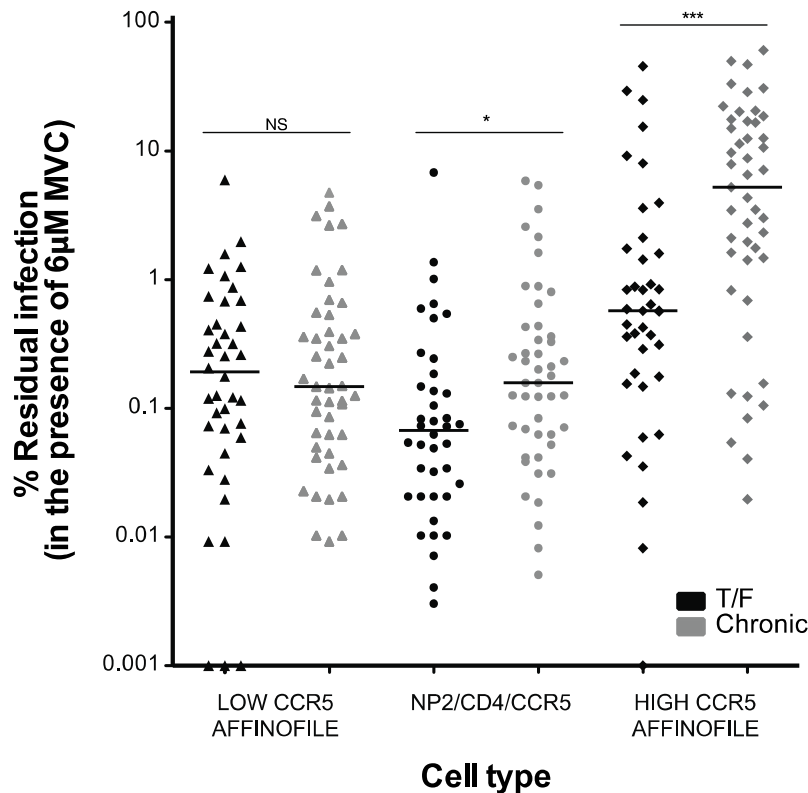 100
10
1
0.1
0.01
0.001
% Residual infection
(in the presence of 6µM MVC)
NS
*
***
T/F
Chronic
LOW CCR5
AFFINOFILE
NP2/CD4/CCR5
HIGH CCR5
AFFINOFILE
Cell type